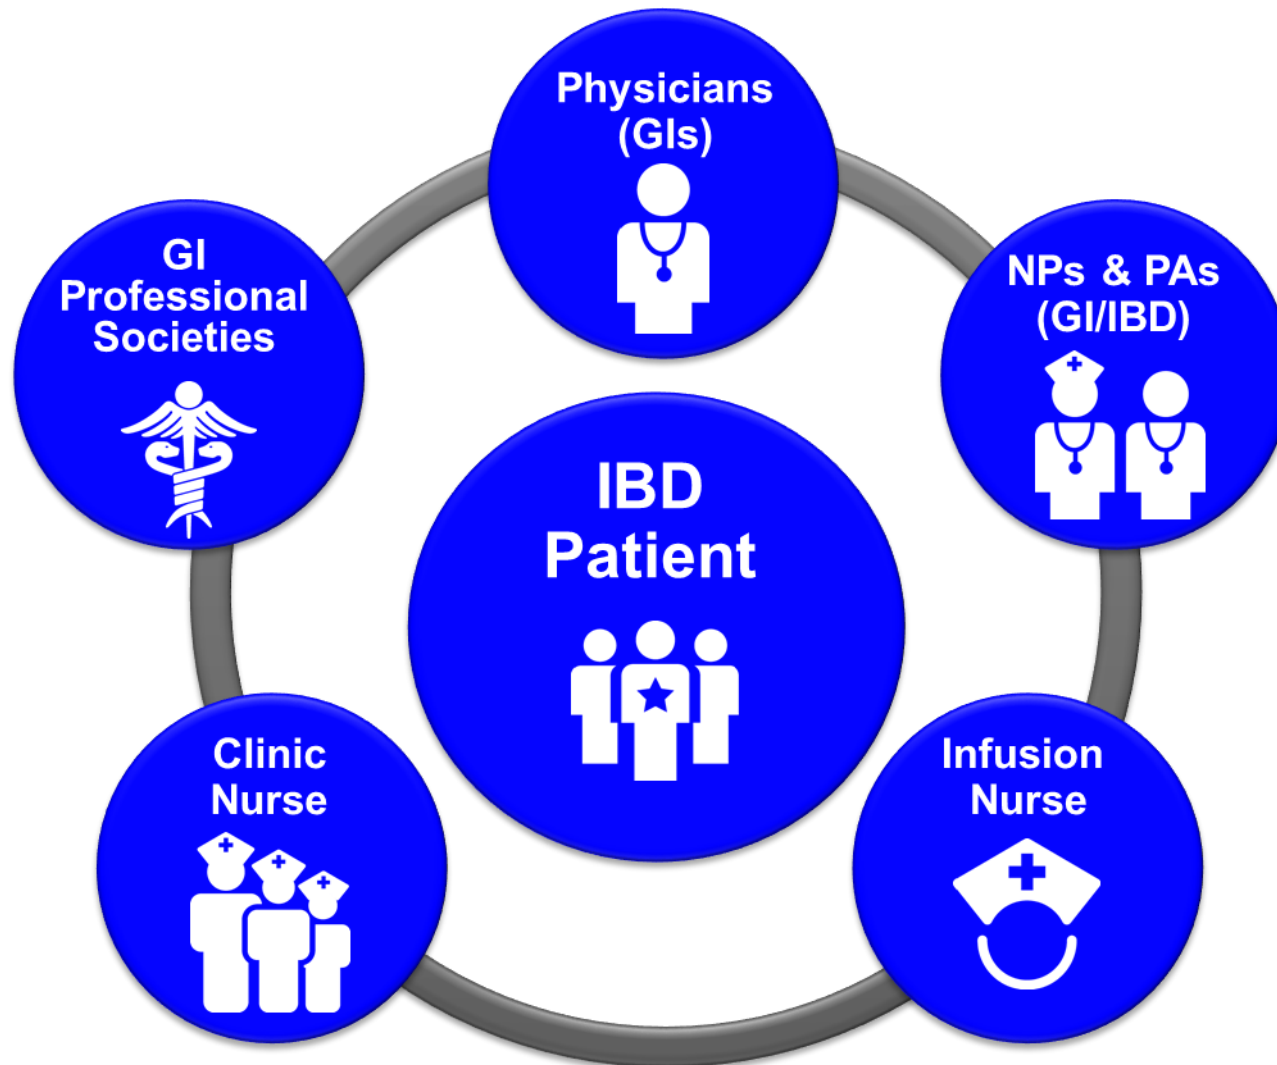 Physicians
(GIs)
NPs & PAs
(GI/IBD)
GI
Professional
Societies
IBD
Patient
Clinic
Nurse
Infusion
Nurse